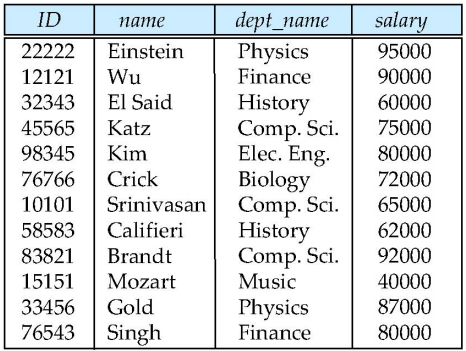 ID name dept_name salary
22222 Einstein Physics 95000
12121 Wu Finance 90000
32343 El Said History 60000
45565 Katz Comp. Sci. 75000
98345 Kim Elec. Eng. 80000
76766 Crick Biology 72000
10101 Srinivasan Comp. Sci. 65000
58583 Califieri History 62000
83821 Brandt Comp. Sci. 92000
15151 Mozart Music 40000
33456 Gold Physics 87000
76543 Singh Finance 80000